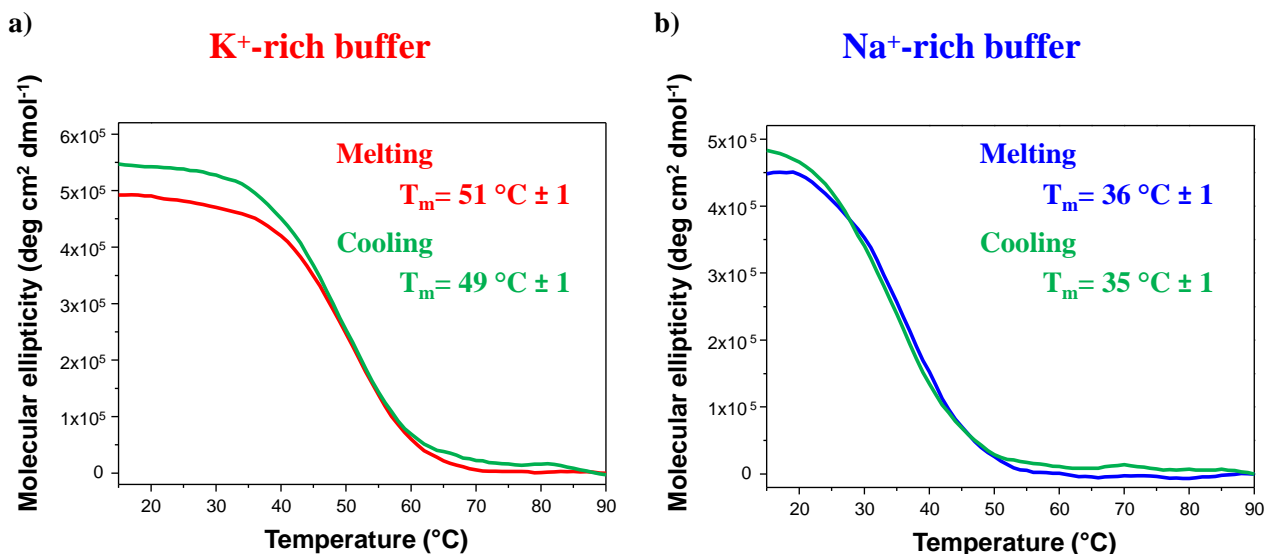 a)
K⁺-rich buffer
Molecular ellipticity (deg cm² dmol⁻¹)
6x10⁵
5x10⁵
4x10⁵
3x10⁵
2x10⁵
1x10⁵
0
Melting
Tₘ= 51 °C ± 1
Cooling
Tₘ= 49 °C ± 1
20 30 40 50 60 70 80 90
Temperature (°C)
b)
Na⁺-rich buffer
Molecular ellipticity (deg cm² dmol⁻¹)
5x10⁵
4x10⁵
3x10⁵
2x10⁵
1x10⁵
0
Melting
Tₘ= 36 °C ± 1
Cooling
Tₘ= 35 °C ± 1
20 30 40 50 60 70 80 90
Temperature (°C)